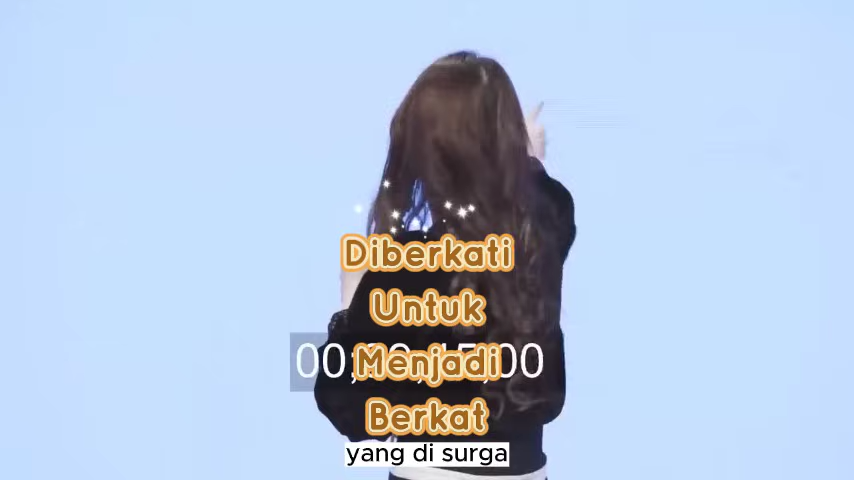 Diberkati
Untuk
Menjadi
Berkat
yang di surga